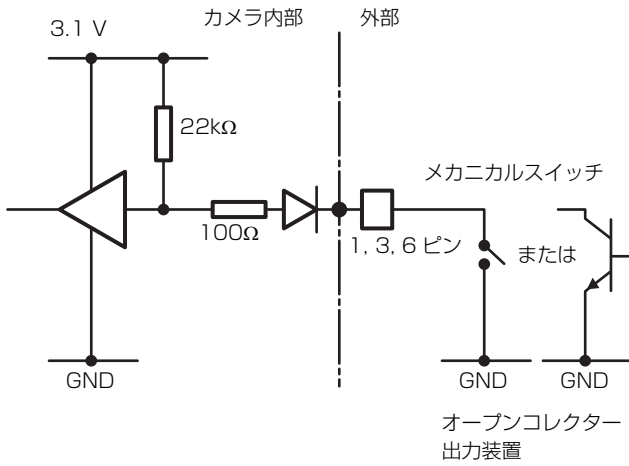 カメラ内部
外部
3.1 V
22kΩ
メカニカルスイッチ
100Ω
1, 3, 6 ピン
または
GND
GND
GND
オープンコレクター
出力装置